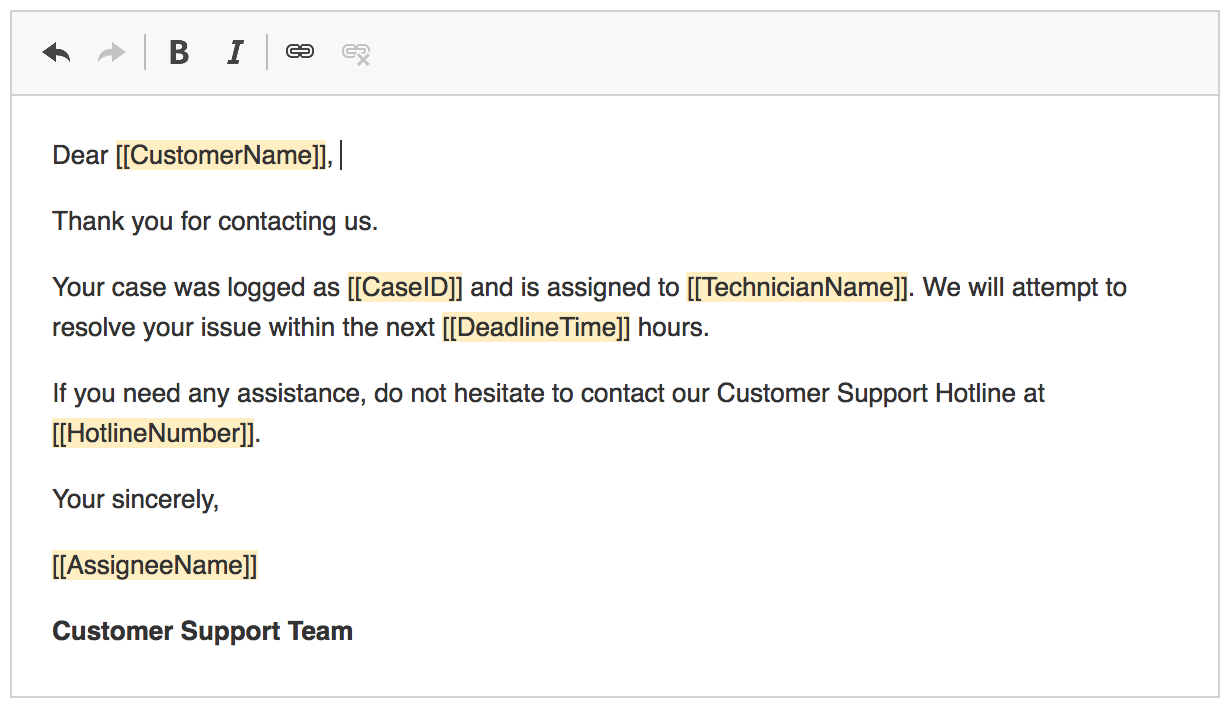 B I
Dear [[CustomerName]],
Thank you for contacting us.
Your case was logged as [[CaseID]] and is assigned to [[TechnicianName]]. We will attempt to
resolve your issue within the next [[DeadlineTime]] hours.
If you need any assistance, do not hesitate to contact our Customer Support Hotline at
[[HotlineNumber]].
Your sincerely,
[[AssigneeName]]
Customer Support Team